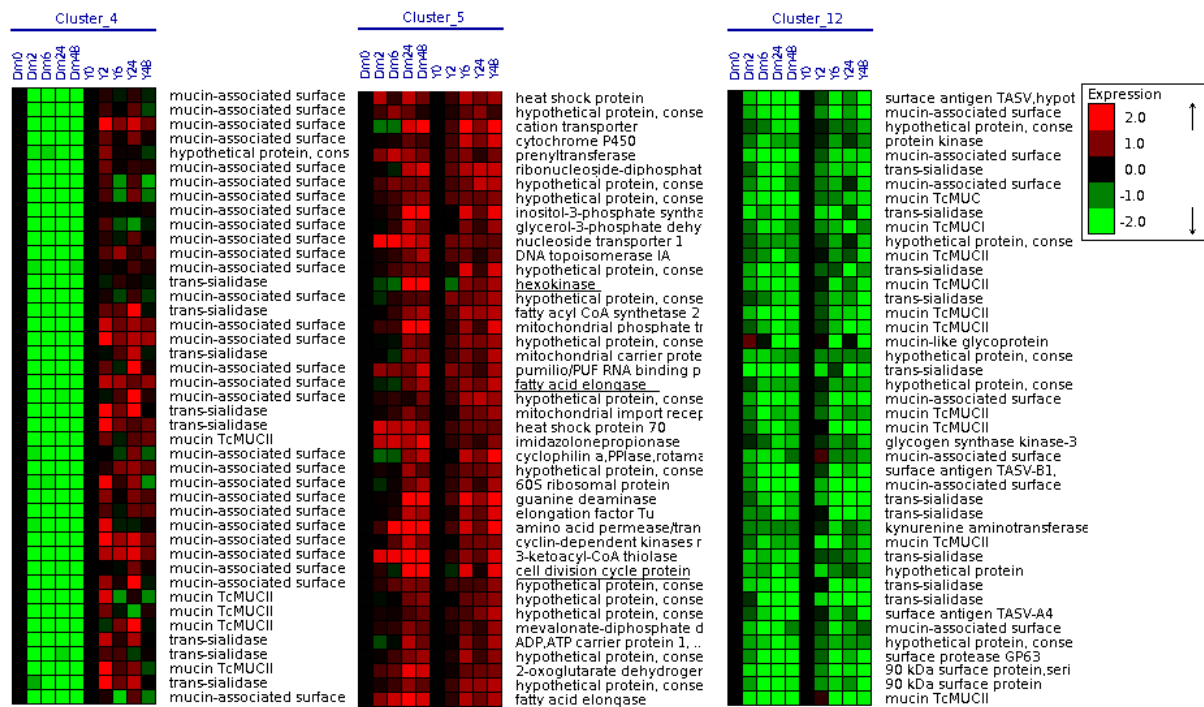 Cluster_4
Dm0
Dm2
Dm6
Dm24
Dm48
Y0
Y2
Y6
Y24
Y48
mucin-associated surface
mucin-associated surface
mucin-associated surface
mucin-associated surface
hypothetical protein, cons
mucin-associated surface
mucin-associated surface
mucin-associated surface
mucin-associated surface
mucin-associated surface
mucin-associated surface
mucin-associated surface
mucin-associated surface
trans-sialidase
mucin-associated surface
trans-sialidase
mucin-associated surface
mucin-associated surface
trans-sialidase
mucin-associated surface
mucin-associated surface
mucin-associated surface
trans-sialidase
trans-sialidase
mucin TcMUCII
mucin-associated surface
mucin-associated surface
mucin-associated surface
mucin-associated surface
mucin-associated surface
mucin-associated surface
mucin-associated surface
mucin-associated surface
mucin-associated surface
mucin-associated surface
mucin TcMUCII
mucin TcMUCII
mucin TcMUCII
trans-sialidase
trans-sialidase
mucin TcMUCII
trans-sialidase
mucin-associated surface
Cluster_5
Dm0
Dm2
Dm6
Dm24
Dm48
Y0
Y2
Y6
Y24
Y48
heat shock protein
hypothetical protein, conse
cation transporter
cytochrome P450
prenyltransferase
ribonucleoside-diphosphat
hypothetical protein, conse
hypothetical protein, conse
inositol-3-phosphate syntha
glycerol-3-phosphate dehy
nucleoside transporter 1
DNA topoisomerase IA
hypothetical protein, conse
hexokinase
hypothetical protein, conse
fatty acyl CoA synthetase 2
mitochondrial phosphate tr
hypothetical protein, conse
mitochondrial carrier prote
pumilio/PUF RNA binding p
fatty acid elongase
hypothetical protein, conse
mitochondrial import recep
heat shock protein 70
imidazolonepropionase
cyclophilin a,PPIase,rotama
hypothetical protein, conse
60S ribosomal protein
guanine deaminase
elongation factor Tu
amino acid permease/tran
cyclin-dependent kinases r
3-ketoacyl-CoA thiolase
cell division cycle protein
hypothetical protein, conse
hypothetical protein, conse
hypothetical protein, conse
mevalonate-diphosphate d
ADP,ATP carrier protein 1, ..
hypothetical protein, conse
2-oxoglutarate dehydroger
hypothetical protein, conse
fatty acid elongase
Cluster_12
Dm0
Dm2
Dm6
Dm24
Dm48
Y0
Y2
Y6
Y24
Y48
surface antigen TASV,hypot
mucin-associated surface
hypothetical protein, conse
protein kinase
mucin-associated surface
trans-sialidase
mucin-associated surface
mucin TcMUC
trans-sialidase
mucin TcMUCI
hypothetical protein, conse
mucin TcMUCII
trans-sialidase
mucin TcMUCII
trans-sialidase
mucin TcMUCII
mucin TcMUCII
mucin-like glycoprotein
hypothetical protein, conse
trans-sialidase
hypothetical protein, conse
mucin-associated surface
trans-sialidase
mucin TcMUCII
glycogen synthase kinase-3
mucin-associated surface
surface antigen TASV-B1,
mucin-associated surface
trans-sialidase
trans-sialidase
kynurenine aminotransferase
mucin TcMUCII
trans-sialidase
hypothetical protein
trans-sialidase
trans-sialidase
surface antigen TASV-A4
mucin-associated surface
hypothetical protein, conse
surface protease GP63
90 kDa surface protein,seri
90 kDa surface protein
mucin TcMUCII
Expression
2.0
1.0
0.0
-1.0
-2.0